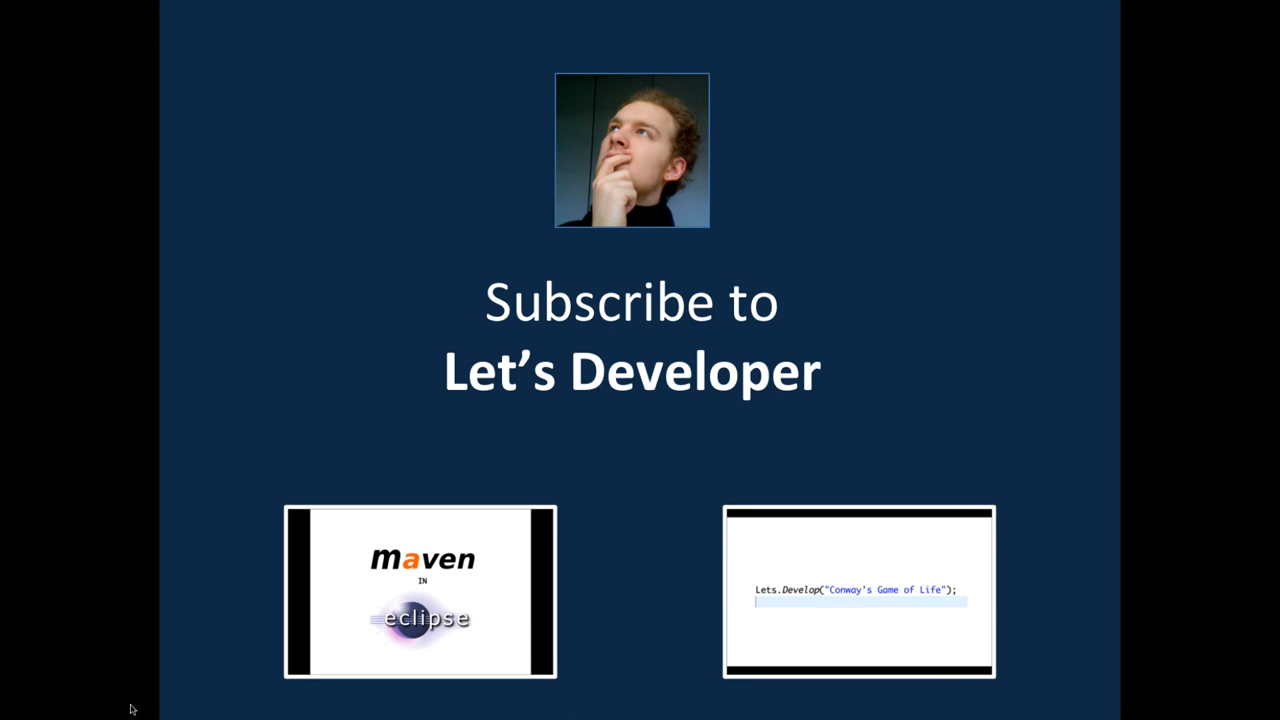 Subscribe to
Let’s Developer
maven
IN
eclipse
Lets.Develop("Conway's Game of Life");